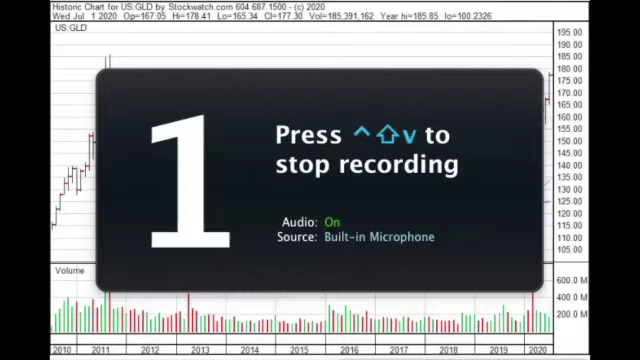 Historic Chart for US:GLD by Stockwatch.com 604.687.1500 - (c) 2020
Wed Jul 1 2020 Op=167.05 Hi=178.41 Lo=165.34 Cl=177.30 Vol=185,391,162 Year hi=185.85 lo=100.2326
US:GLD
195.00
190.00
185.00
180.00
175.00
170.00
165.00
160.00
155.00
150.00
145.00
140.00
135.00
130.00
125.00
120.00
115.00
110.00
105.00
1
Press ^⇧v to
stop recording
Audio: On
Source: Built-in Microphone
Volume
600.0 M
400.0 M
200.0 M
2010 2011 2012 2013 2014 2015 2016 2017 2018 2019 2020